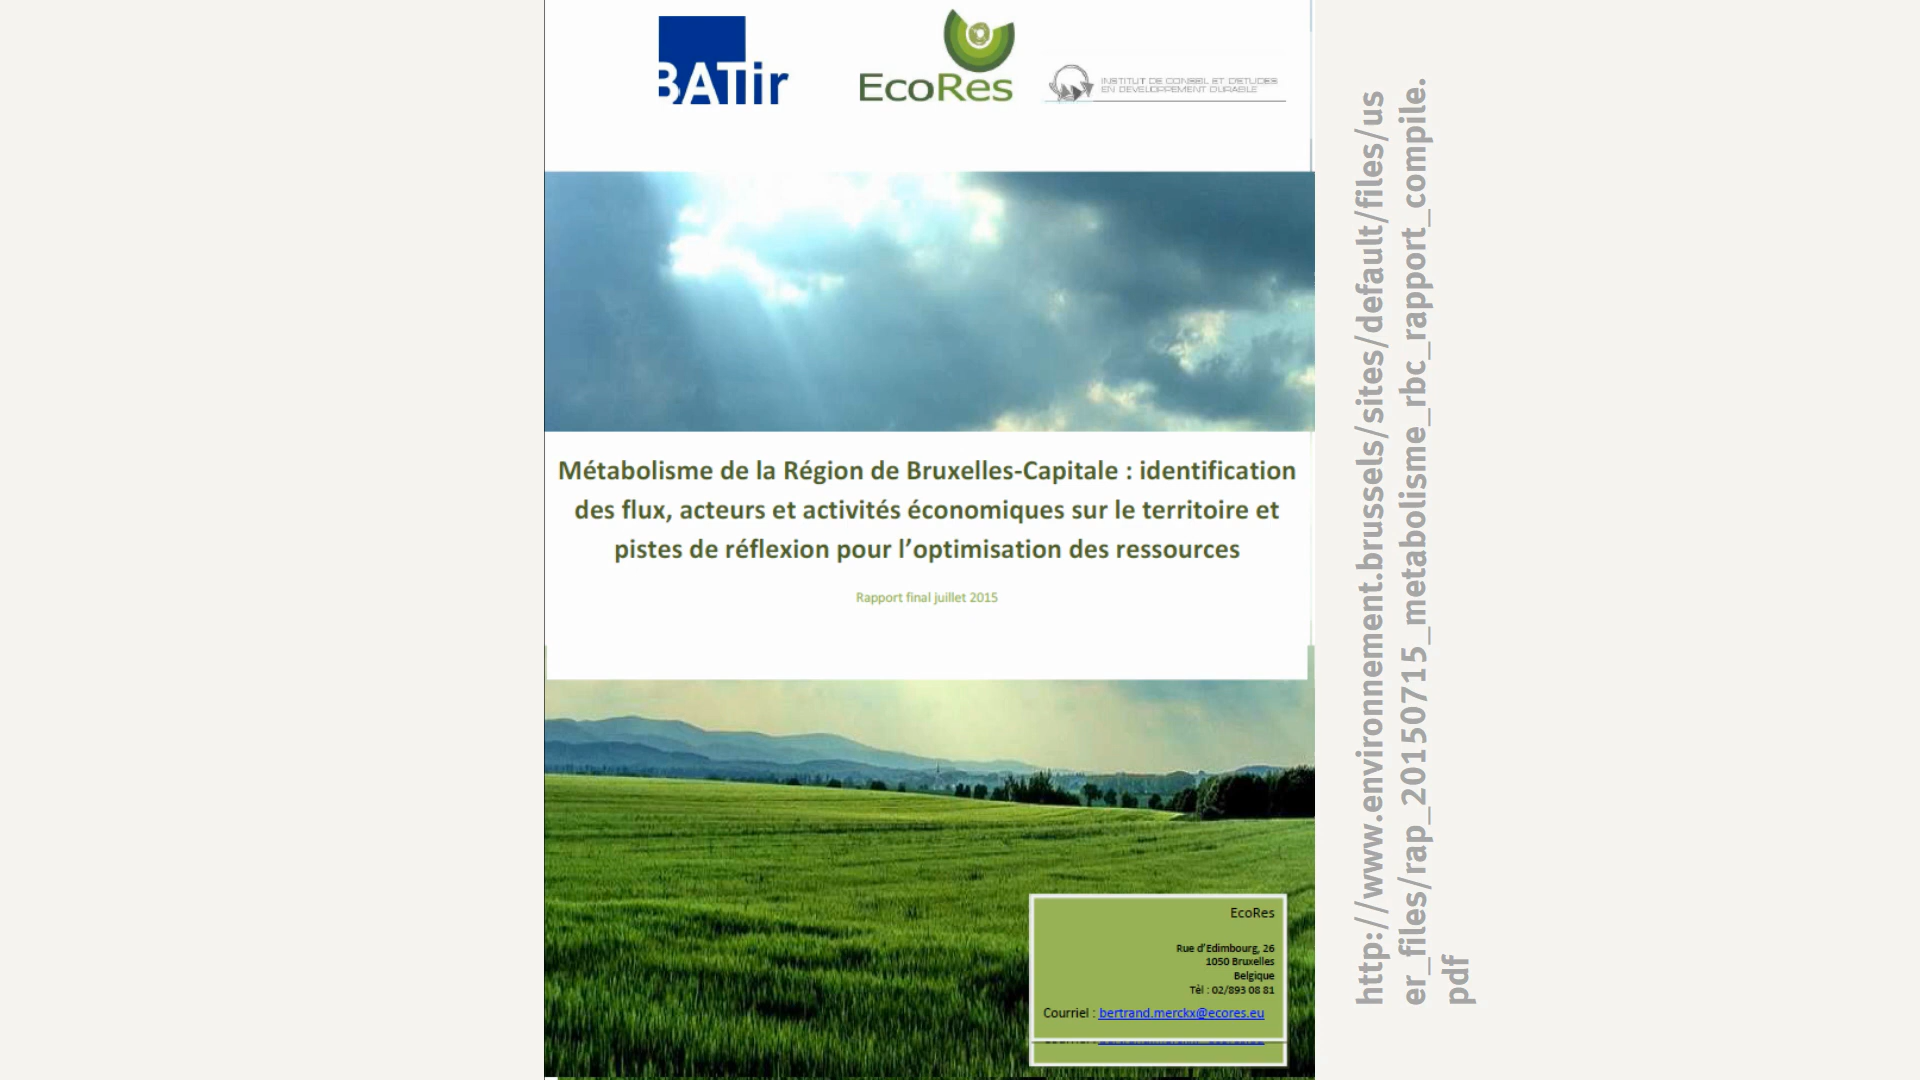 BATir
EcoRes
INSTITUT DE CONSEIL ET D'ETUDES
EN DEVELOPPEMENT DURABLE
Métabolisme de la Région de Bruxelles-Capitale : identification
des flux, acteurs et activités économiques sur le territoire et
pistes de réflexion pour l’optimisation des ressources
Rapport final juillet 2015
EcoRes
Rue d’Edimbourg, 26
1050 Bruxelles
Belgique
Tèl : 02/893 08 81
Courriel : bertrand.merckx@ecores.eu
http://www.environnement.brussels/sites/default/files/us
er_files/rap_20150715_metabolisme_rbc_rapport_compile.
pdf